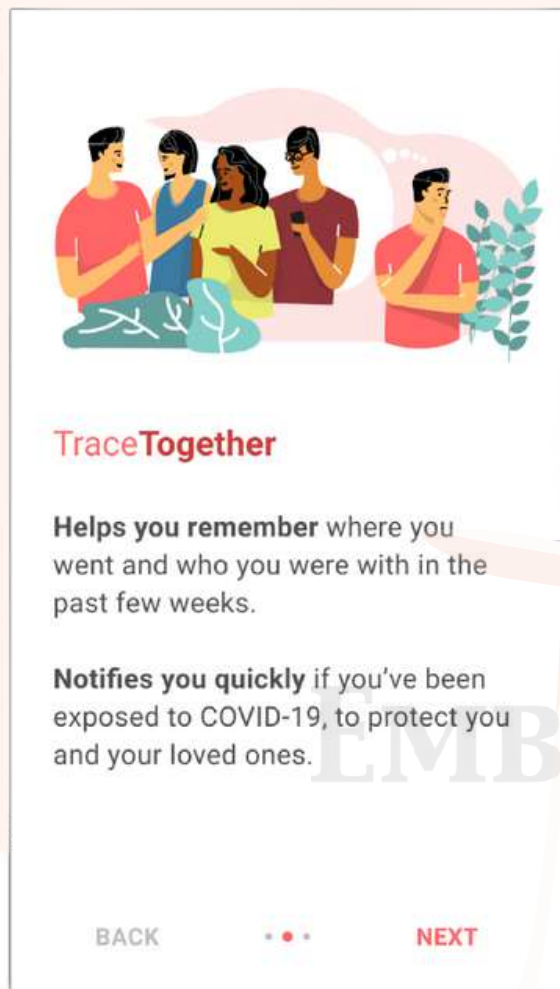 TraceTogether
Helps you remember where you
went and who you were with in the
past few weeks.
Notifies you quickly if you've been
exposed to COVID-19, to protect you
and your loved ones.
EMB
BACK
NEXT